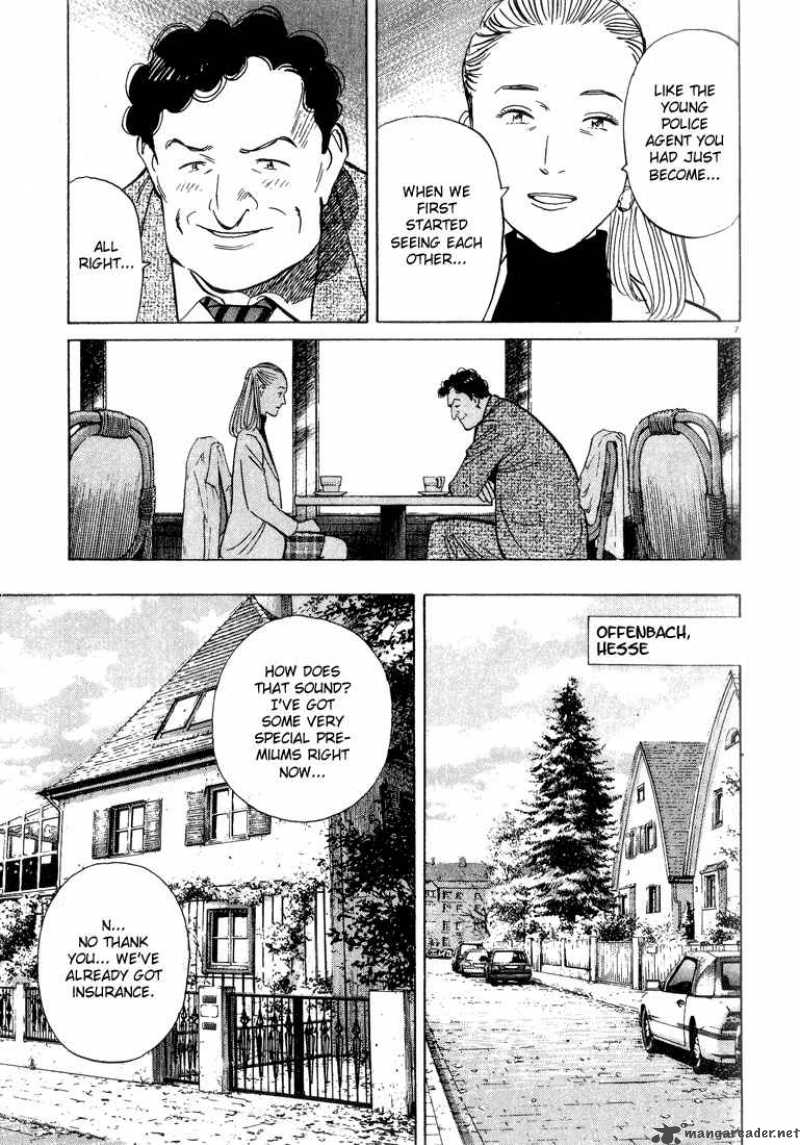 LIKE THE
YOUNG
POLICE
AGENT YOU
HAD JUST
BECOME...
WHEN WE
FIRST
STARTED
SEEING EACH
OTHER...
ALL
RIGHT...
7
OFFENBACH,
HESSE
HOW DOES
THAT SOUND?
I'VE GOT
SOME VERY
SPECIAL PRE-
MIUMS RIGHT
NOW...
N...
NO THANK
YOU... WE'VE
ALREADY GOT
INSURANCE.
mangareader.net